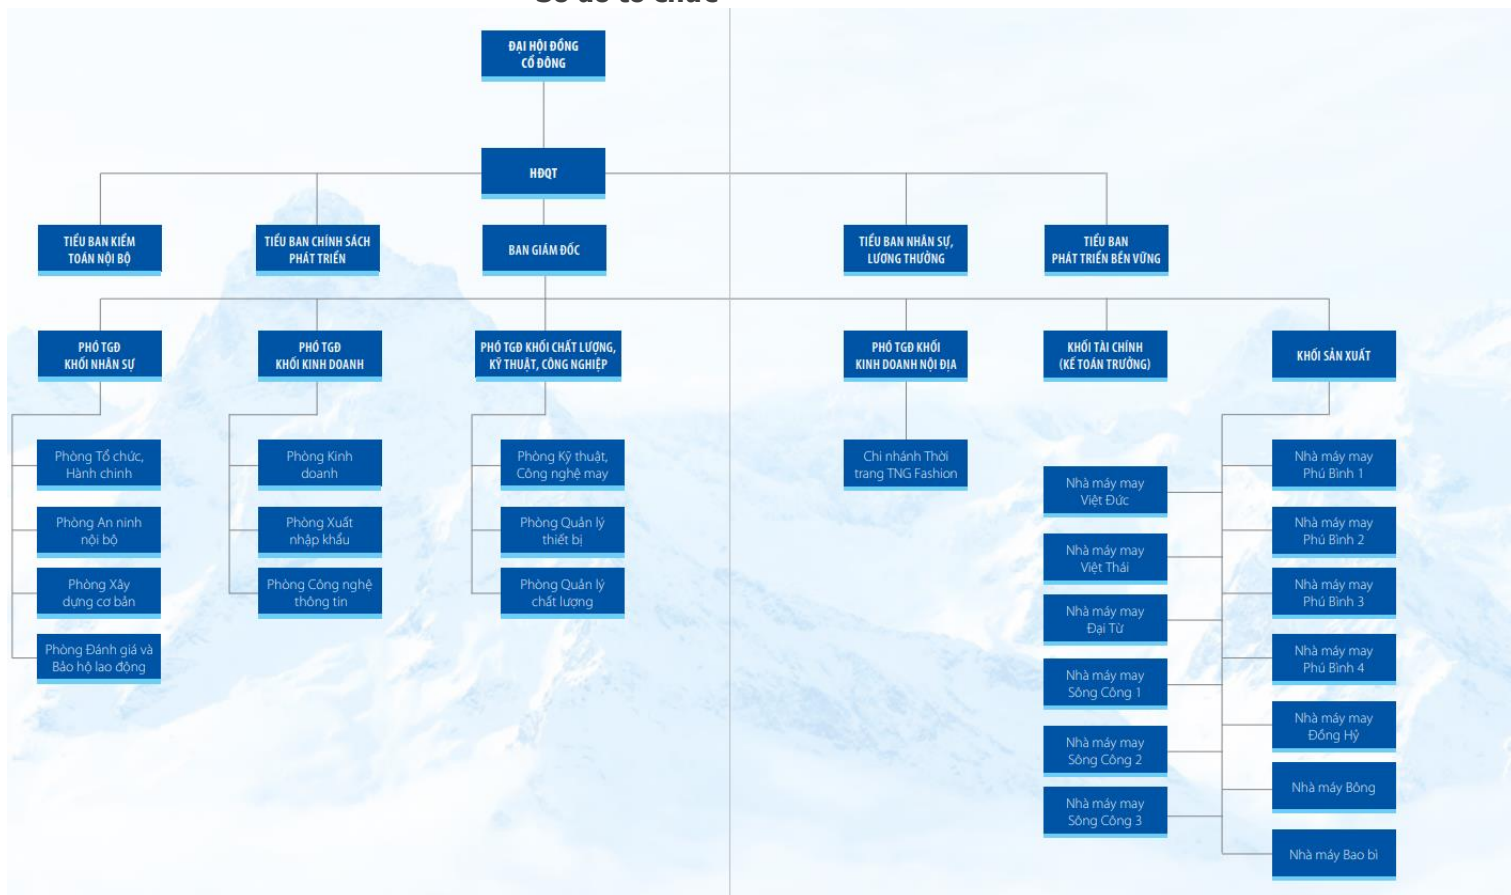 Sơ đồ tổ chức
ĐẠI HỘI ĐỒNG
CỔ ĐÔNG
HĐQT
TIỂU BAN KIỂM
TOÁN NỘI BỘ
TIỂU BAN CHÍNH SÁCH
PHÁT TRIỂN
BAN GIÁM ĐỐC
TIỂU BAN NHÂN SỰ,
LƯƠNG THƯỞNG
TIỂU BAN
PHÁT TRIỂN BỀN VỮNG
PHÓ TGĐ
KHỐI NHÂN SỰ
PHÓ TGĐ
KHỐI KINH DOANH
PHÓ TGĐ KHỐI CHẤT LƯỢNG,
KỸ THUẬT, CÔNG NGHIỆP
PHÓ TGĐ KHỐI
KINH DOANH NỘI ĐỊA
KHỐI TÀI CHÍNH
(KẾ TOÁN TRƯỞNG)
KHỐI SẢN XUẤT
Phòng Tổ chức,
Hành chinh
Phòng An ninh
nội bộ
Phòng Xây
dựng cơ bản
Phòng Đánh giá và
Bảo hộ lao động
Phòng Kinh
doanh
Phòng Xuất
nhập khẩu
Phòng Công nghệ
thông tin
Phòng Kỹ thuật,
Công nghệ may
Phòng Quản lý
thiết bị
Phòng Quản lý
chất lượng
Chi nhánh Thời
trang TNG Fashion
Nhà máy may
Việt Đức
Nhà máy may
Việt Thái
Nhà máy may
Đại Từ
Nhà máy may
Sông Công 1
Nhà máy may
Sông Công 2
Nhà máy may
Sông Công 3
Nhà máy may
Phú Bình 1
Nhà máy may
Phú Bình 2
Nhà máy may
Phú Bình 3
Nhà máy may
Phú Bình 4
Nhà máy may
Đồng Hỷ
Nhà máy Bông
Nhà máy Bao bì